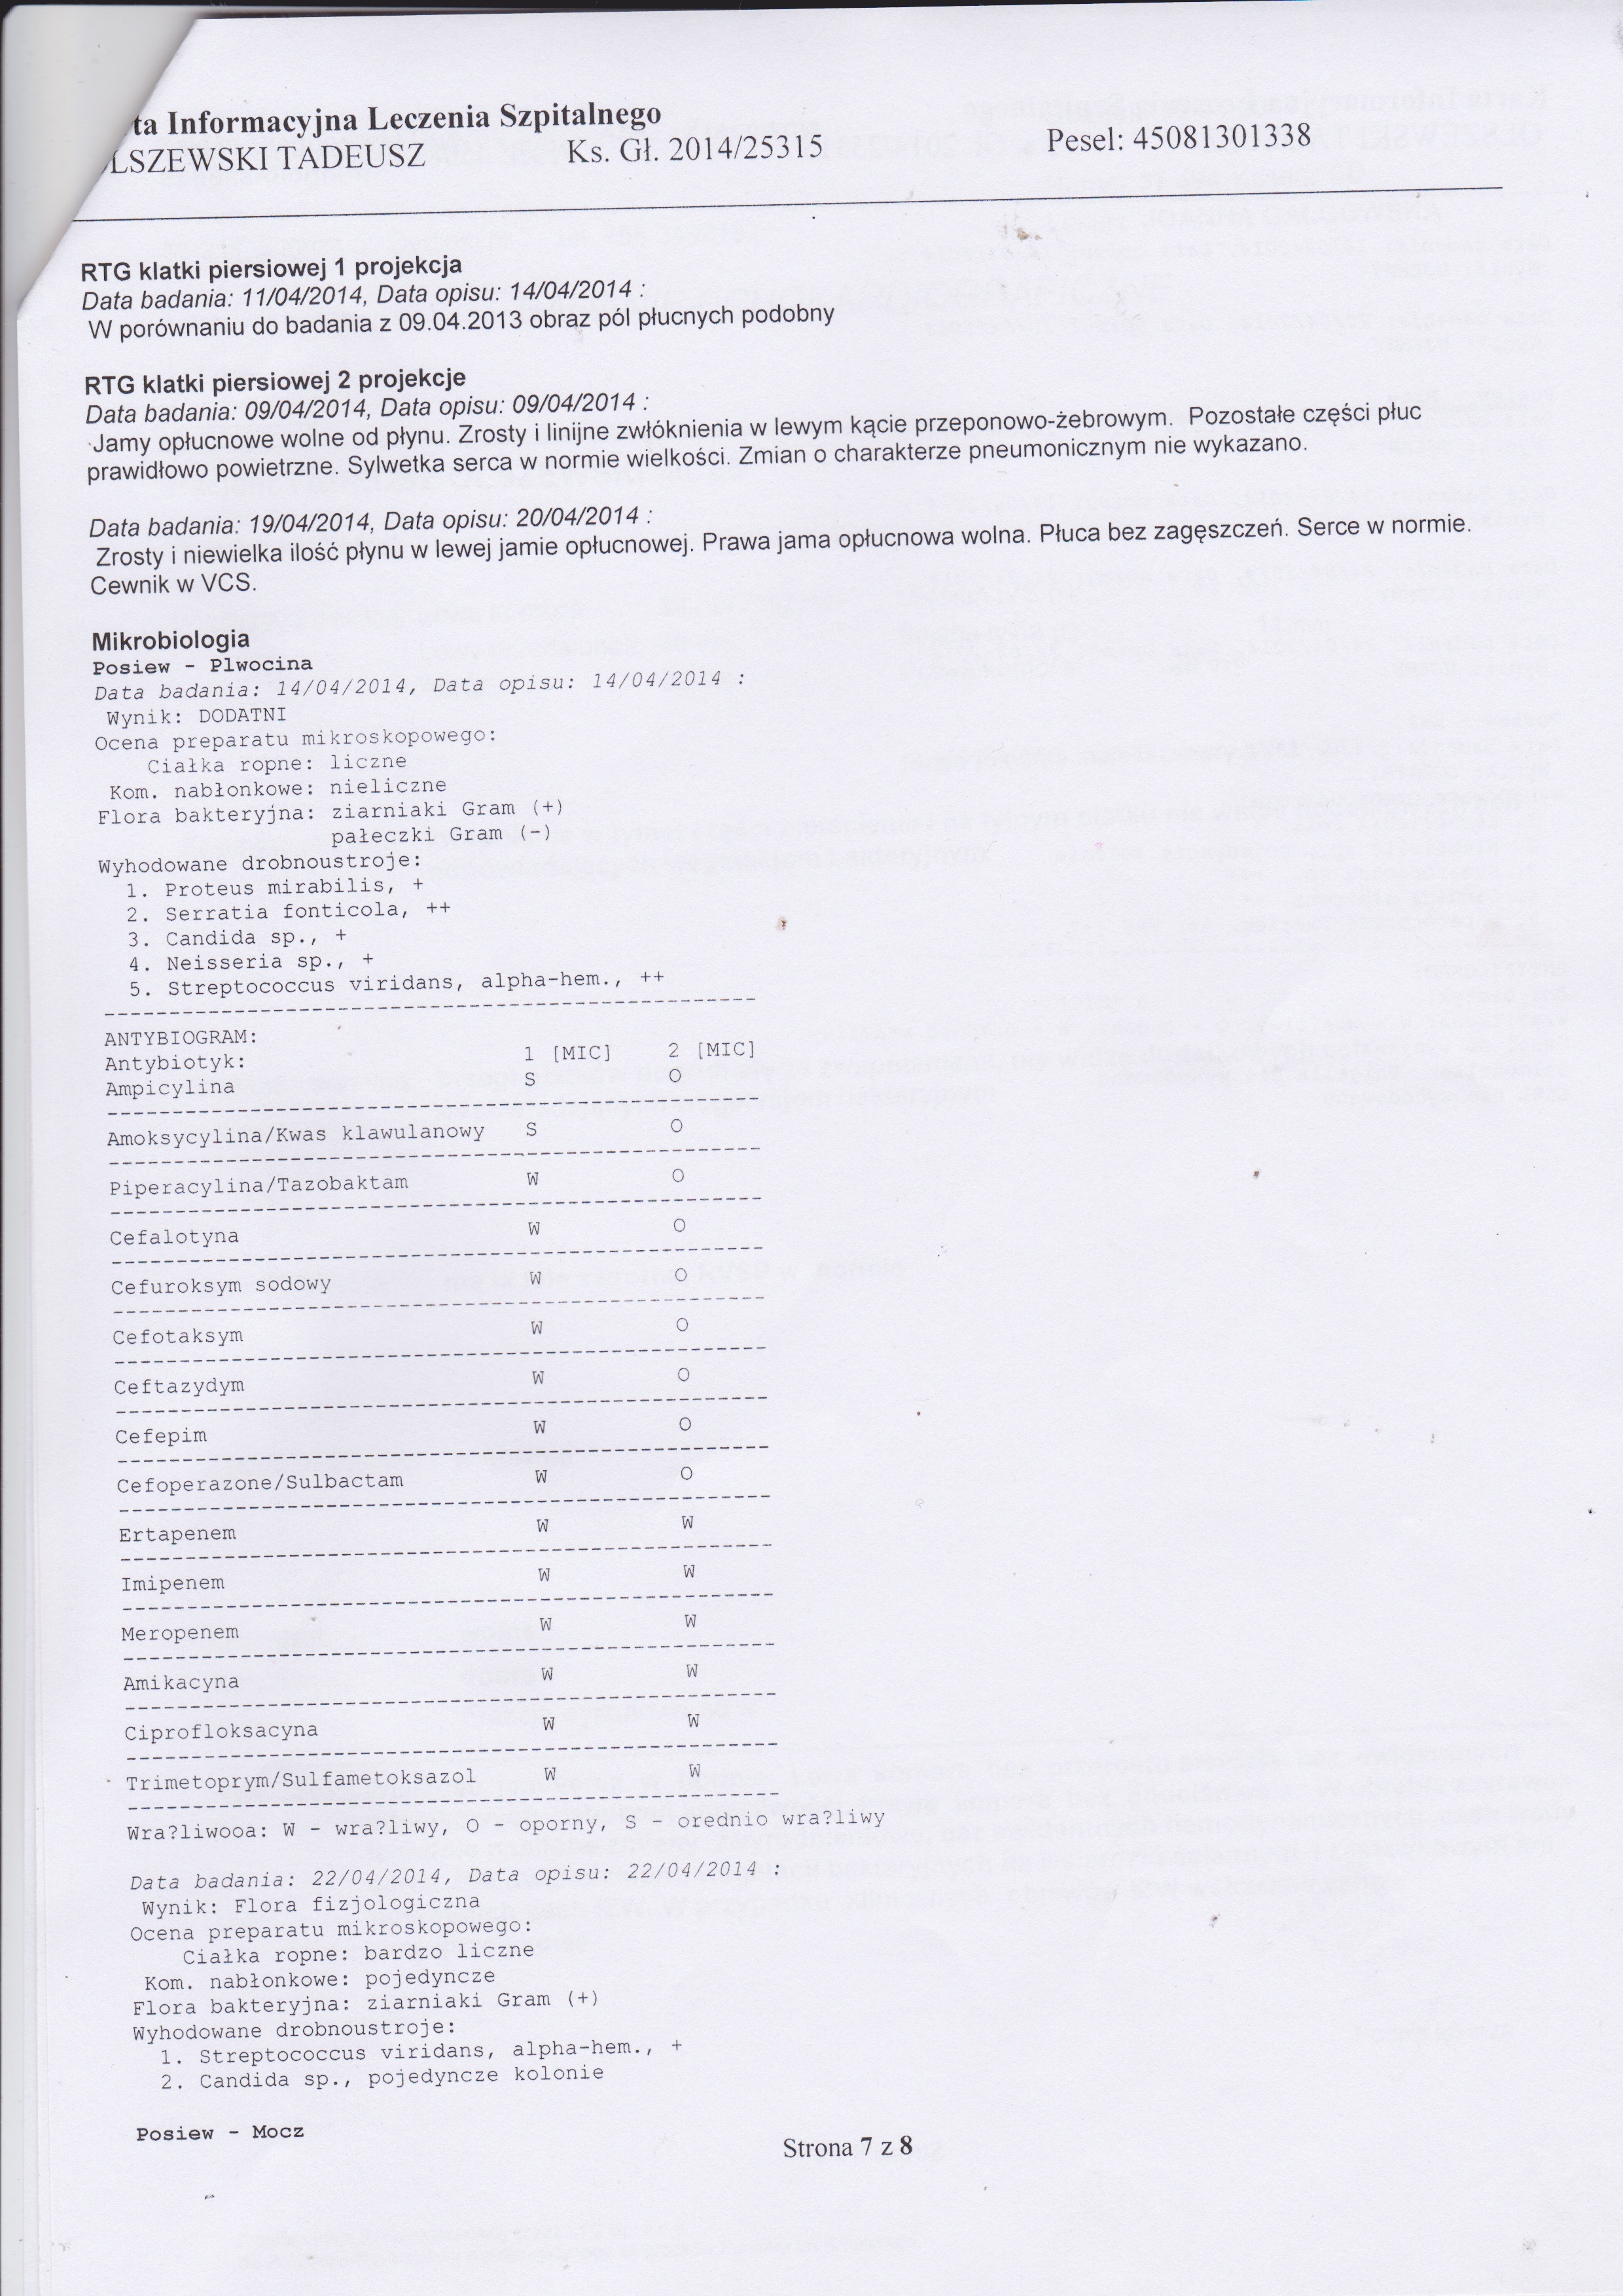 ta Informacyjna Leczenia Szpitalnego
LSZEWSKI TADEUSZ Ks. Gł. 2014/25315 Pesel: 45081301338
RTG klatki piersiowej 1 projekcja
Data badania: 11/04/2014, Data opisu: 14/04/2014 :
W porównaniu do badania z 09.04.2013 obraz pól płucnych podobny
RTG klatki piersiowej 2 projekcje
Data badania: 09/04/2014, Data opisu: 09/04/2014 :
Jamy opłucnowe wolne od płynu. Zrosty i linijne zwłóknienia w lewym kącie przeponowo-żebrowym. Pozostałe części płuc
prawidłowo powietrzne. Sylwetka serca w normie wielkości. Zmian o charakterze pneumonicznym nie wykazano.
Data badania: 19/04/2014, Data opisu: 20/04/2014 :
Zrosty i niewielka ilość płynu w lewej jamie opłucnowej. Prawa jama opłucnowa wolna. Płuca bez zagęszczeń. Serce w normie.
Cewnik w VCS.
Mikrobiologia
Posiew - Plwocina
Data badania: 14/04/2014, Data opisu: 14/04/2014 :
Wynik: DODATNI
Ocena preparatu mikroskopowego:
Ciałka ropne: liczne
Kom. nabłonkowe: nieliczne
Flora bakteryjna: ziarniaki Gram (+)
pałeczki Gram (-)
Wyhodowane drobnoustroje:
1. Proteus mirabilis, +
2. Serratia fonticola, ++
3. Candida sp., +
4. Neisseria sp., +
5. Streptococcus viridans, alpha-hem., ++
ANTYBIOGRAM:
Antybiotyk: 1 [MIC] 2 [MIC]
Ampicylina S O
Amoksycylina/Kwas klawulanowy S O
Piperacylina/Tazobaktam W O
Cefalotyna W O
Cefuroksym sodowy W O
Cefotaksym W O
Ceftazydym W O
Cefepim W O
Cefoperazone/Sulbactam W O
Ertapenem W W
Imipenem W W
Meropenem W W
Amikacyna W W
Ciprofloksacyna W W
Trimetoprym/Sulfametoksazol W W
Wra?liwooa: W - wra?liwy, O - oporny, S - orednio wra?liwy
Data badania: 22/04/2014, Data opisu: 22/04/2014 :
Wynik: Flora fizjologiczna
Ocena preparatu mikroskopowego:
Ciałka ropne: bardzo liczne
Kom. nabłonkowe: pojedyncze
Flora bakteryjna: ziarniaki Gram (+)
Wyhodowane drobnoustroje:
1. Streptococcus viridans, alpha-hem., +
2. Candida sp., pojedyncze kolonie
Posiew - Mocz
Strona 7 z 8